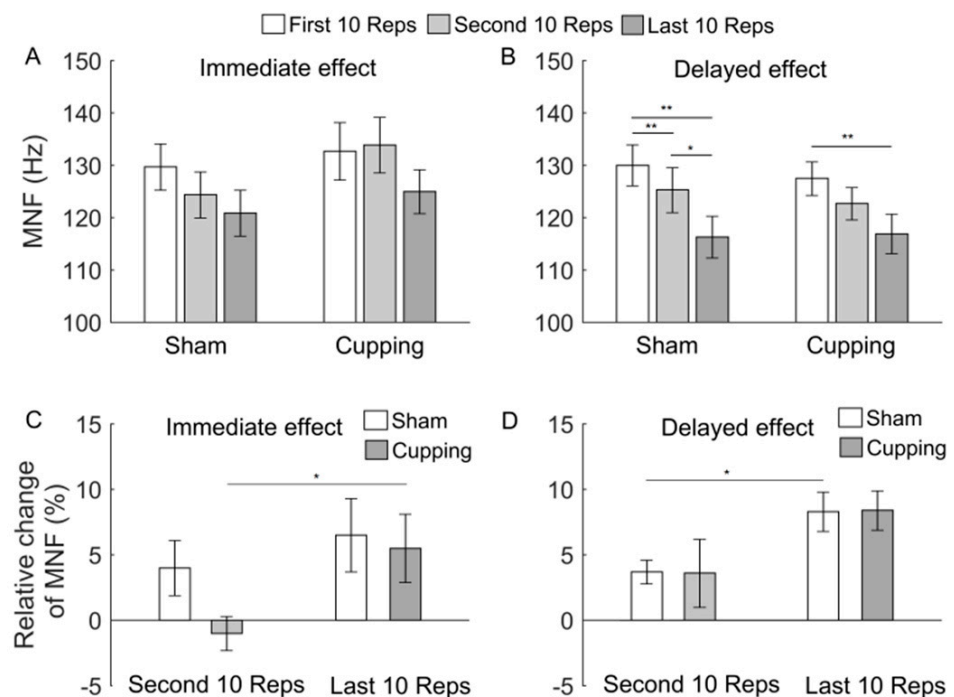 First 10 Reps Second 10 Reps Last 10 Reps
A
Immediate effect
MNF (Hz)
150
140
130
120
110
100
Sham Cupping
B
Delayed effect
150
140
130
120
110
100
**
**
*
**
Sham Cupping
C
Immediate effect
Sham
Cupping
Relative change
of MNF (%)
15
10
5
0
-5
*
Second 10 Reps Last 10 Reps
D
Delayed effect
Sham
Cupping
15
10
5
0
-5
*
Second 10 Reps Last 10 Reps